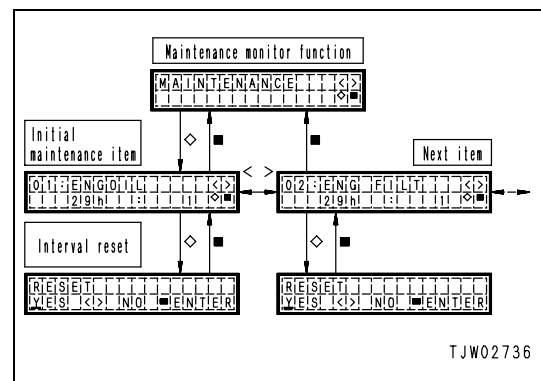 Maintenance monitor function
MAINTENANCE < >
◇ ■
Initial
maintenance item
◇ ■ ■
< >
Next item
01:ENGOIL < >
29h : 1 ◇ ■
02:ENG FILT < >
29h : 1 ◇ ■
Interval reset
◇ ■ ◇ ■
RESET
YES <> NO ■ENTER
RESET
YES <> NO ■ENTER
TJW02736